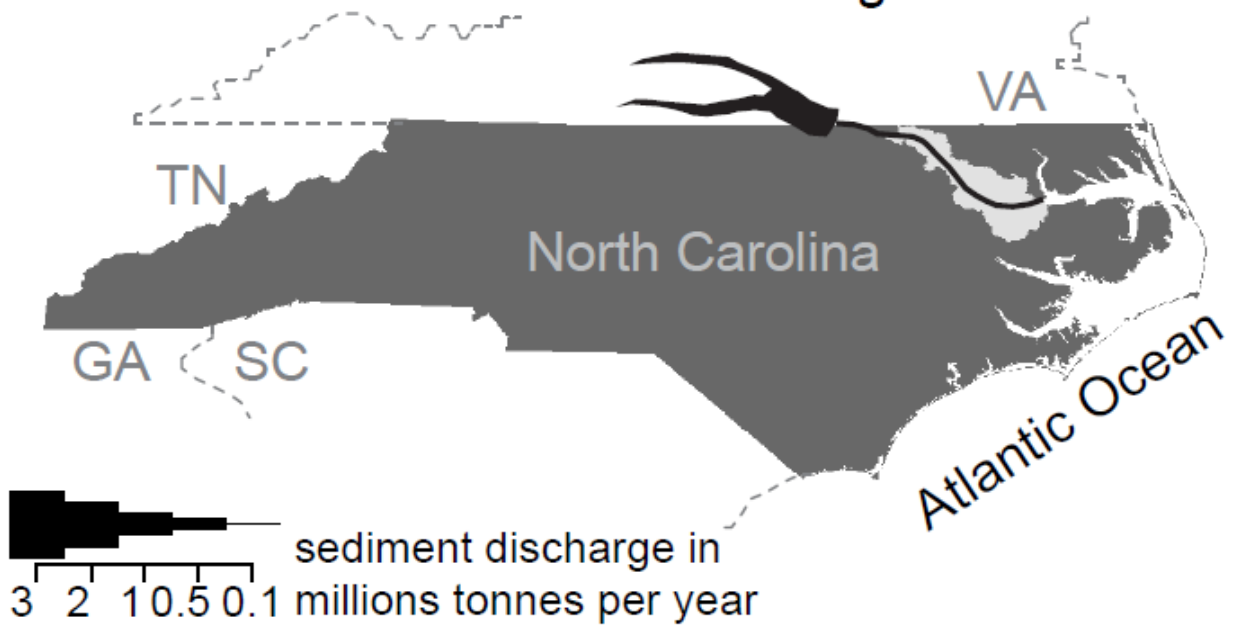 VA
TN
North Carolina
GA SC
Atlantic Ocean
sediment discharge in
3 2 1 0.5 0.1 millions tonnes per year